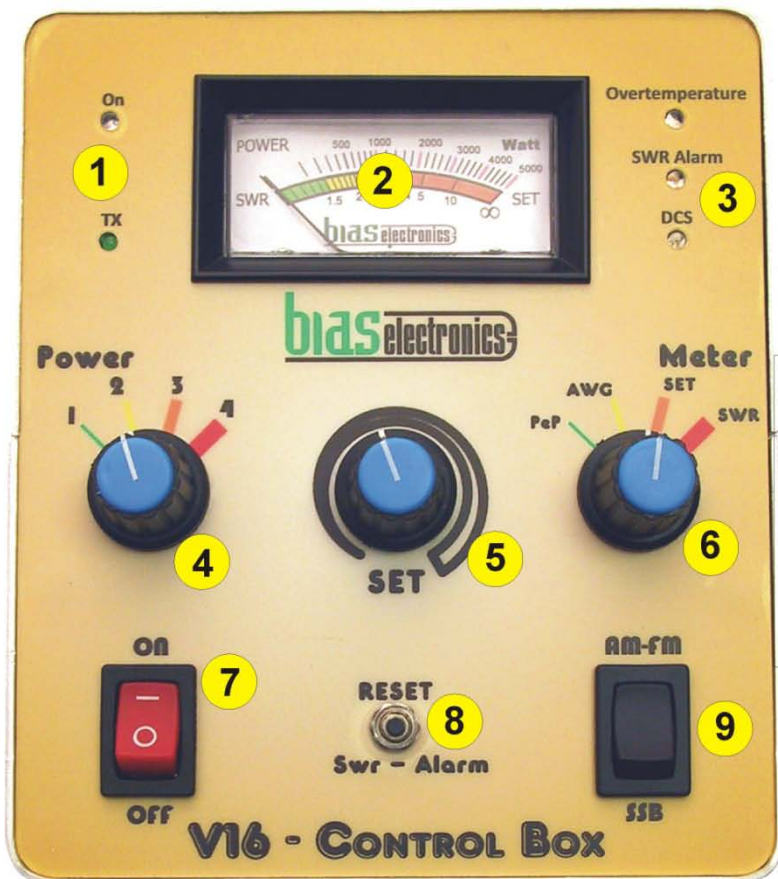 On
1
TX
POWER 500 1000 2000 3000 4000 5000 Watt
2
SWR 1.5 2 5 10 ∞ SET
bias electronics
Overtemperature
SWR Alarm
3
DCS
bias electronics
Power
1 2 3 4
4
SET
5
Meter
PeP AWG SET SWR
6
ON
7
OFF
RESET
8
Swr - Alarm
AM-FM
9
SSB
V16 - CONTROL BOX